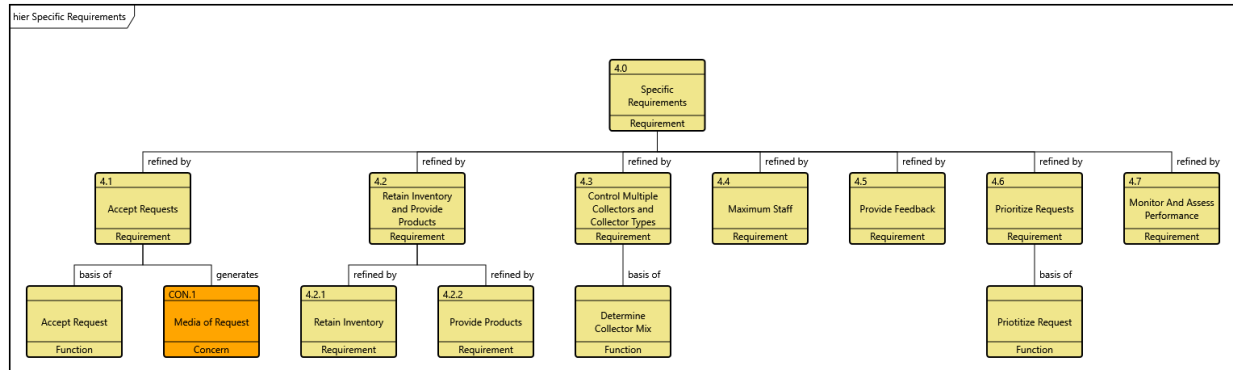 hier Specific Requirements
4.0
Specific
Requirements
Requirement
refined by
refined by
refined by
refined by
refined by
refined by
refined by
4.1
Accept Requests
Requirement
4.2
Retain Inventory
and Provide
Products
Requirement
4.3
Control Multiple
Collectors and
Collector Types
Requirement
4.4
Maximum Staff
Requirement
4.5
Provide Feedback
Requirement
4.6
Prioritize Requests
Requirement
4.7
Monitor And Assess
Performance
Requirement
basis of
generates
refined by
refined by
basis of
basis of
Accept Request
Function
CON.1
Media of Request
Concern
4.2.1
Retain Inventory
Requirement
4.2.2
Provide Products
Requirement
Determine
Collector Mix
Function
Priotitize Request
Function